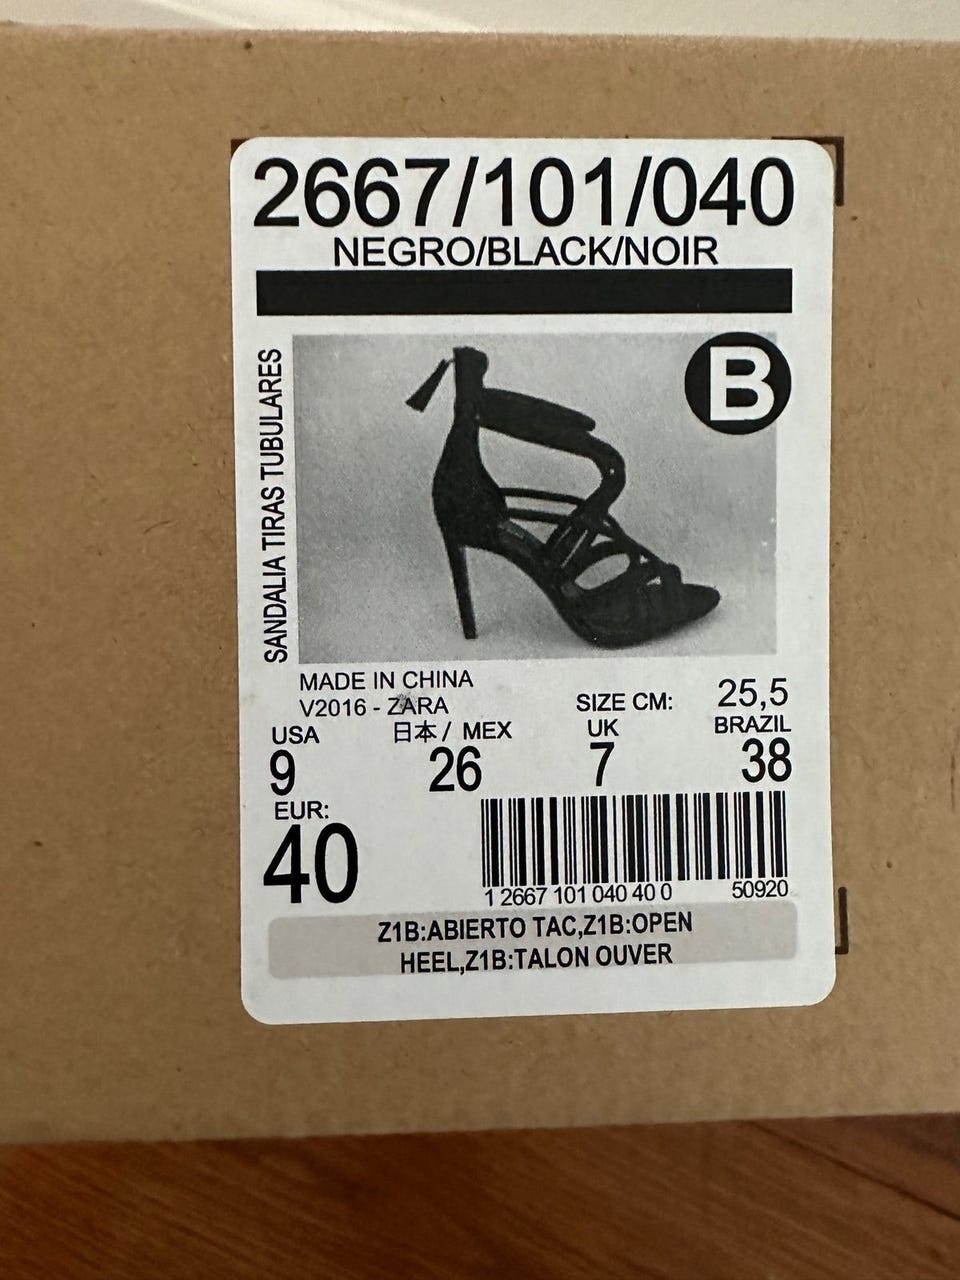 2667/101/040
NEGRO/BLACK/NOIR
B
SANDALIA TIRAS TUBULARES
MADE IN CHINA
V2016 - ZARA
SIZE CM: 25,5
USA 日本/ MEX UK BRAZIL
9 26 7 38
EUR:
40
1 2667 101 040 40 0 50920
Z1B:ABIERTO TAC,Z1B:OPEN
HEEL,Z1B:TALON OUVER